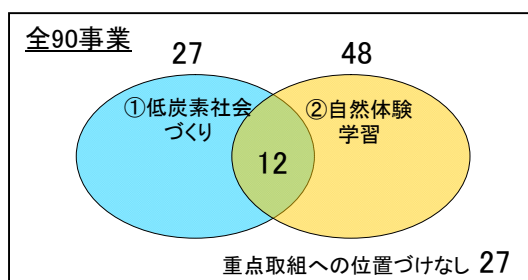 全90事業
27
48
①低炭素社会
づくり
②自然体験
学習
12
重点取組への位置づけなし 27